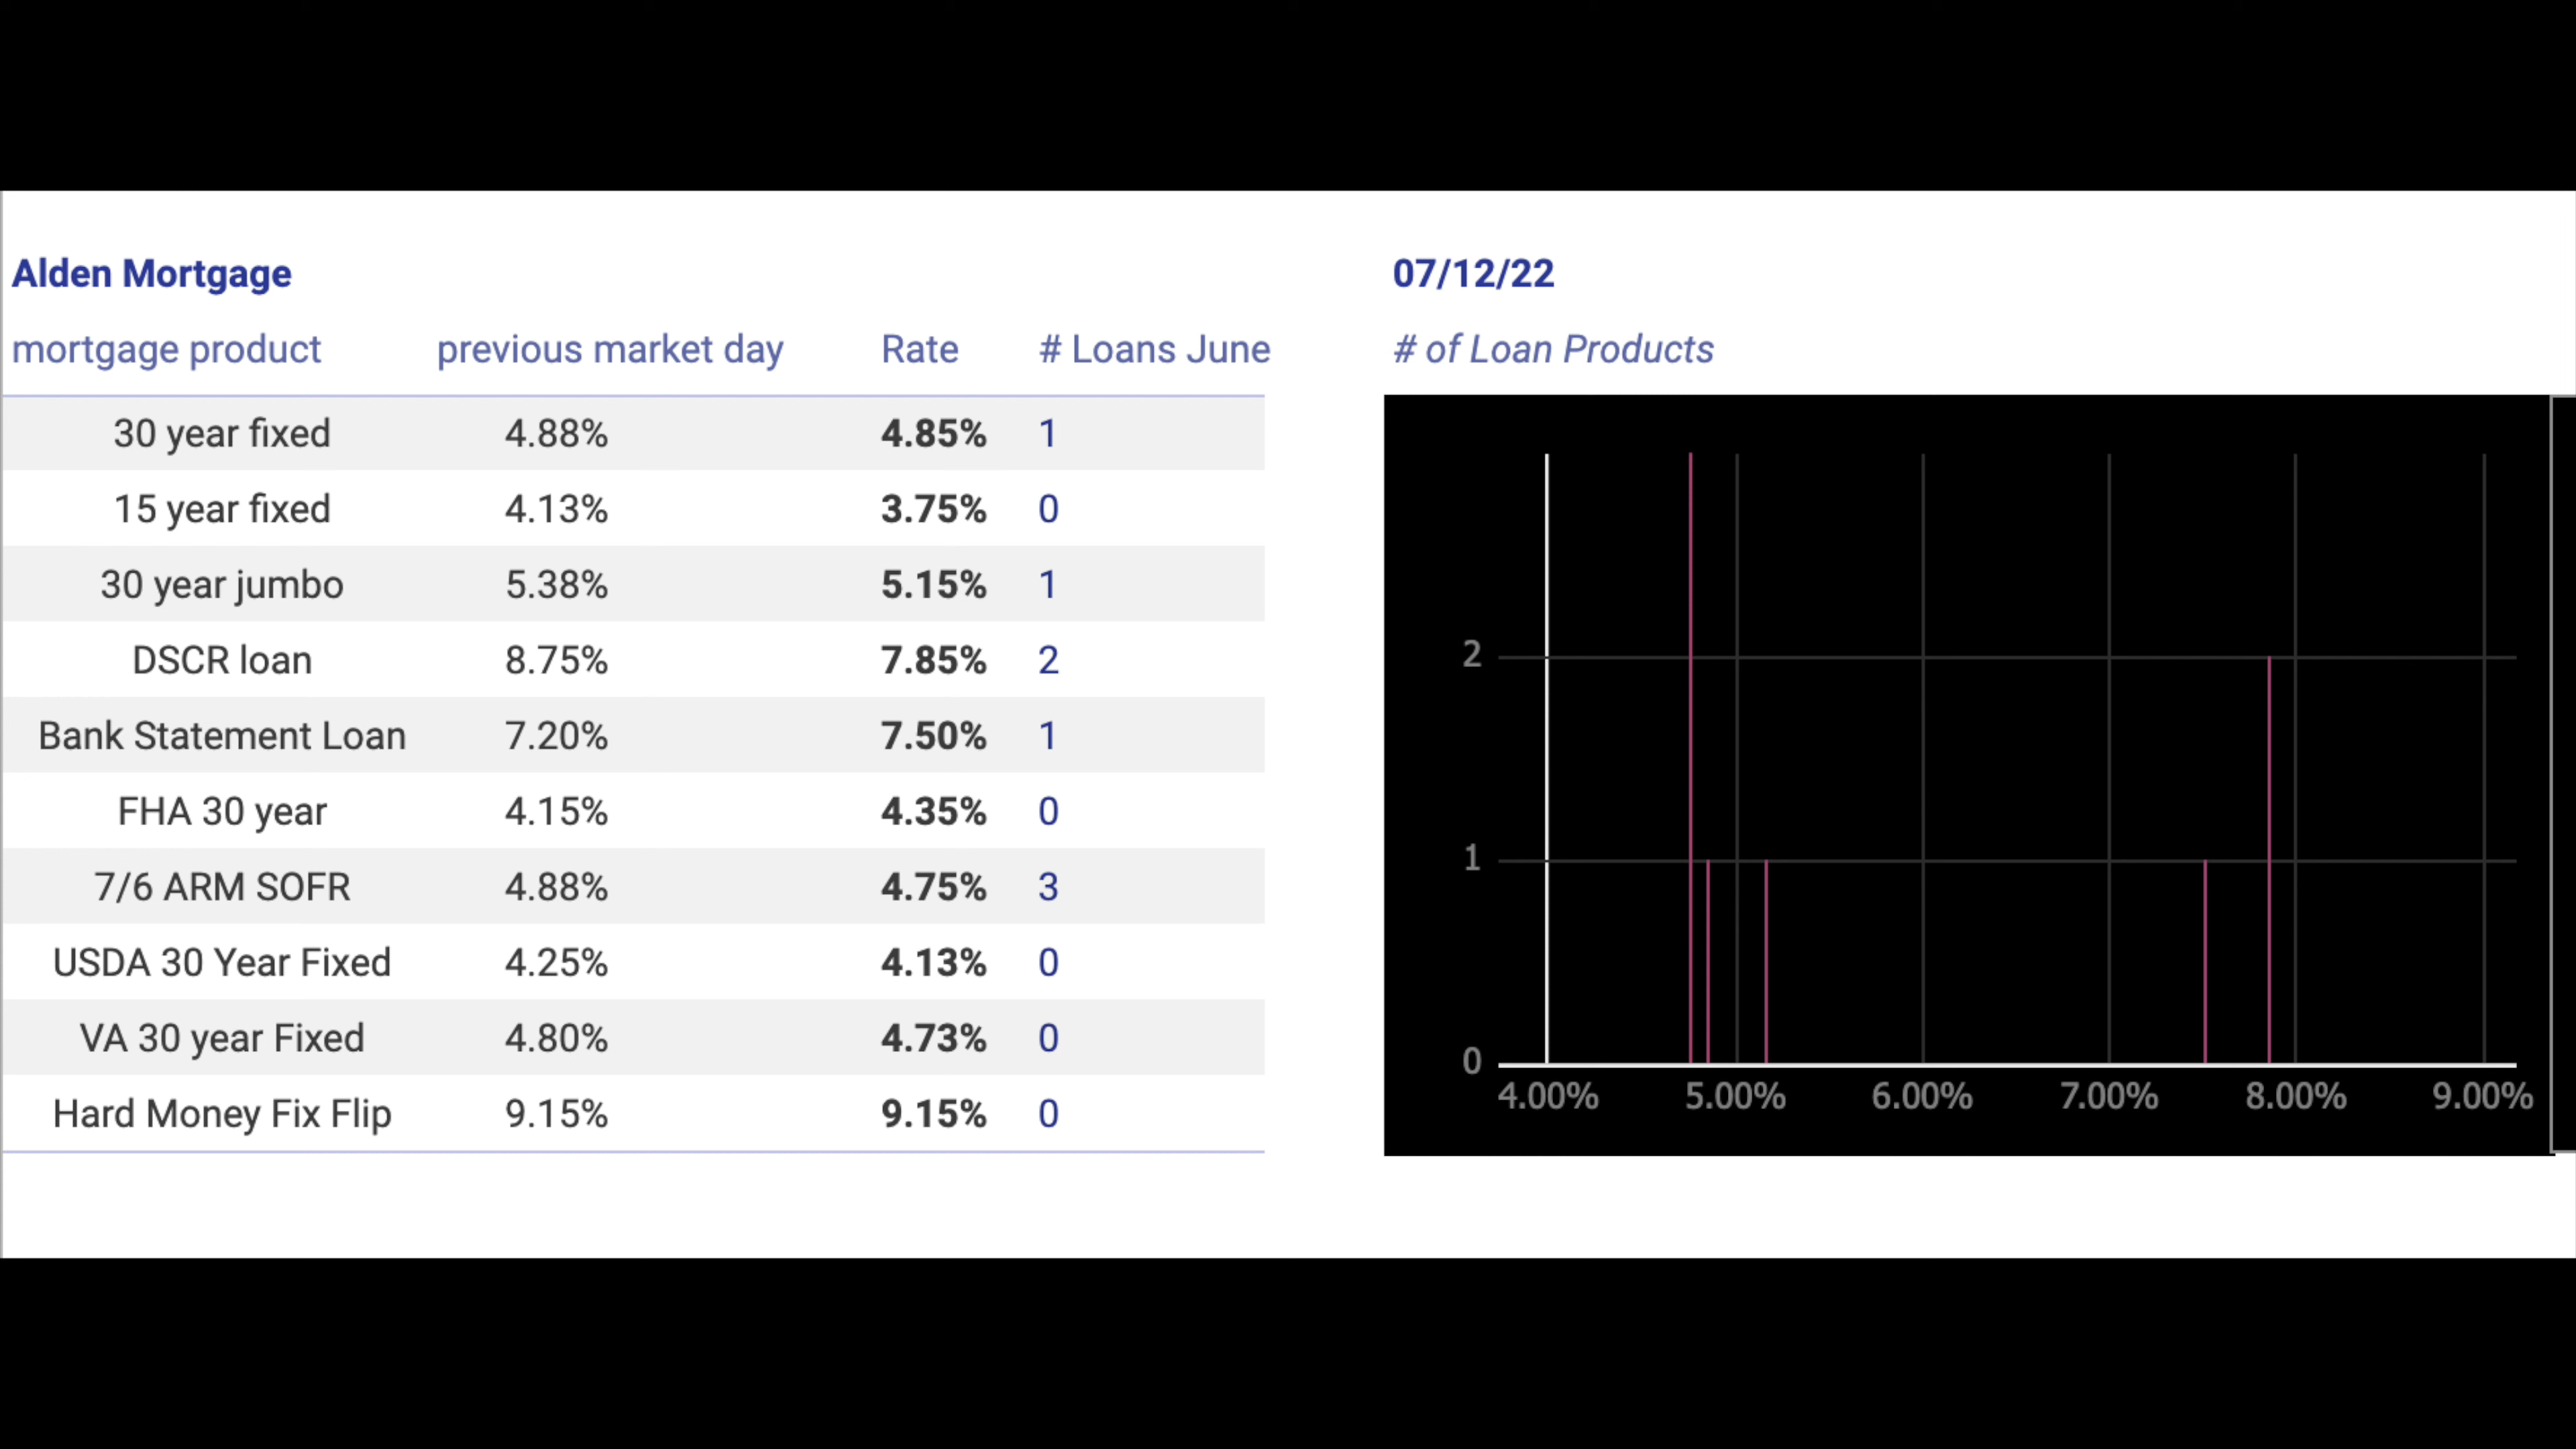 Alden Mortgage 07/12/22
mortgage product previous market day Rate # Loans June # of Loan Products
30 year fixed 4.88% 4.85% 1
15 year fixed 4.13% 3.75% 0
30 year jumbo 5.38% 5.15% 1
DSCR loan 8.75% 7.85% 2
Bank Statement Loan 7.20% 7.50% 1
FHA 30 year 4.15% 4.35% 0
7/6 ARM SOFR 4.88% 4.75% 3
USDA 30 Year Fixed 4.25% 4.13% 0
VA 30 year Fixed 4.80% 4.73% 0
Hard Money Fix Flip 9.15% 9.15% 0
2
1
0
4.00% 5.00% 6.00% 7.00% 8.00% 9.00%